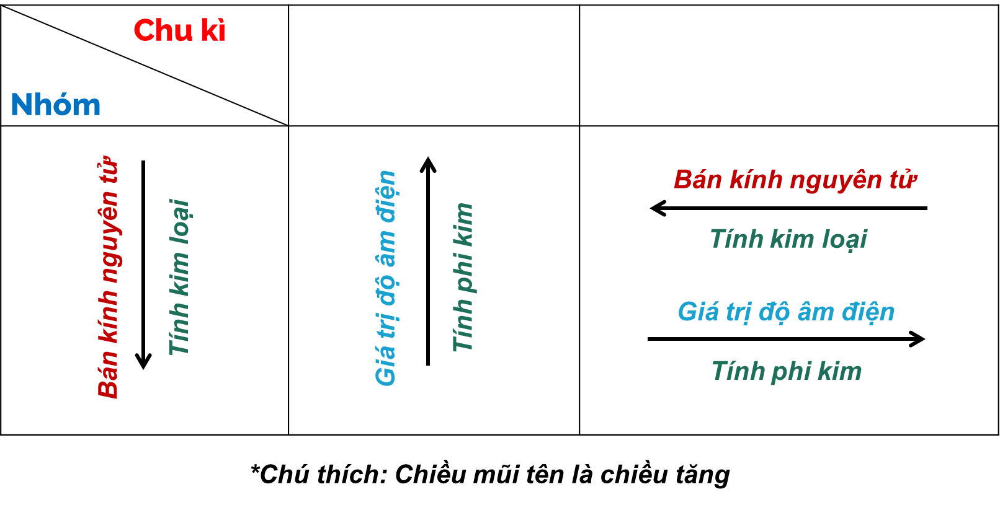 Chu kì
Nhóm
Bán kính nguyên tử
Tính kim loại
Giá trị độ âm điện
Tính phi kim
Bán kính nguyên tử
Tính kim loại
Giá trị độ âm điện
Tính phi kim
*Chú thích: Chiều mũi tên là chiều tăng